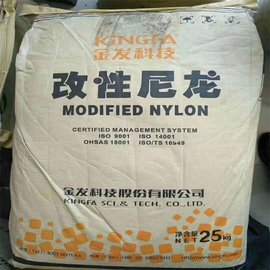 KINGFA
金发科技
改性尼龙
MODIFIED NYLON
CERTIFIED MANAGEMENT SYSTEM
ISO 9001 ISO 14001
OHSAS 18001 ISO/TS 16949
净含量 25KG
NET
金发科技股份有限公司
KINGFA SCI.& TECH. CO.,LTD.